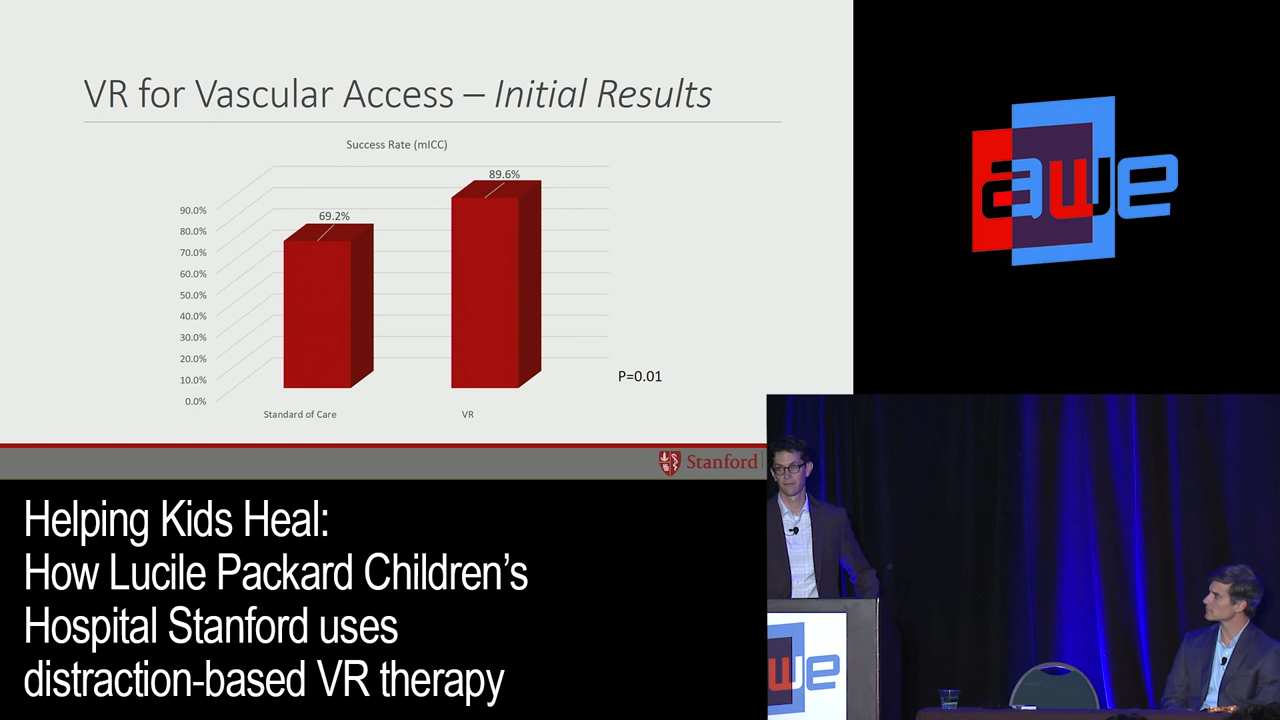 VR for Vascular Access – Initial Results
Success Rate (mICC)
89.6%
69.2%
90.0%
80.0%
70.0%
60.0%
50.0%
40.0%
30.0%
20.0%
10.0%
0.0%
P=0.01
Standard of Care
VR
Stanford
awe
Helping Kids Heal:
How Lucile Packard Children’s
Hospital Stanford uses
distraction-based VR therapy
awe